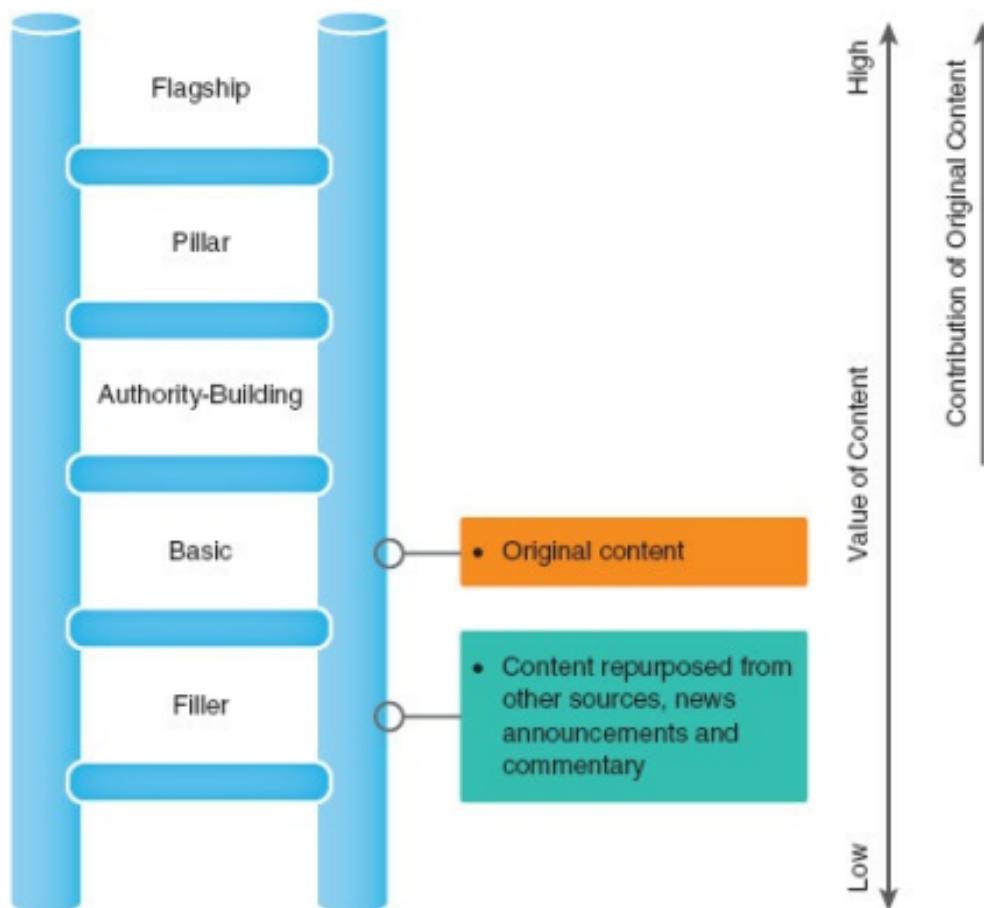 Flagship
Pillar
Authority-Building
Basic
Filler
• Original content
• Content repurposed from
other sources, news
announcements and
commentary
High
Value of Content
Low
Contribution of Original Content